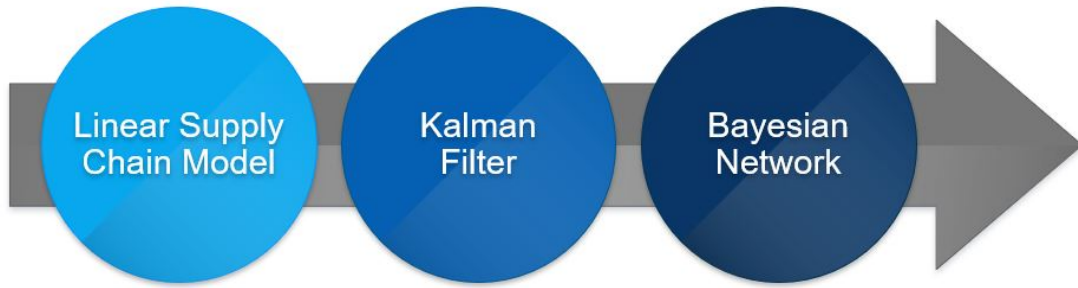 Linear Supply
Chain Model
Kalman
Filter
Bayesian
Network